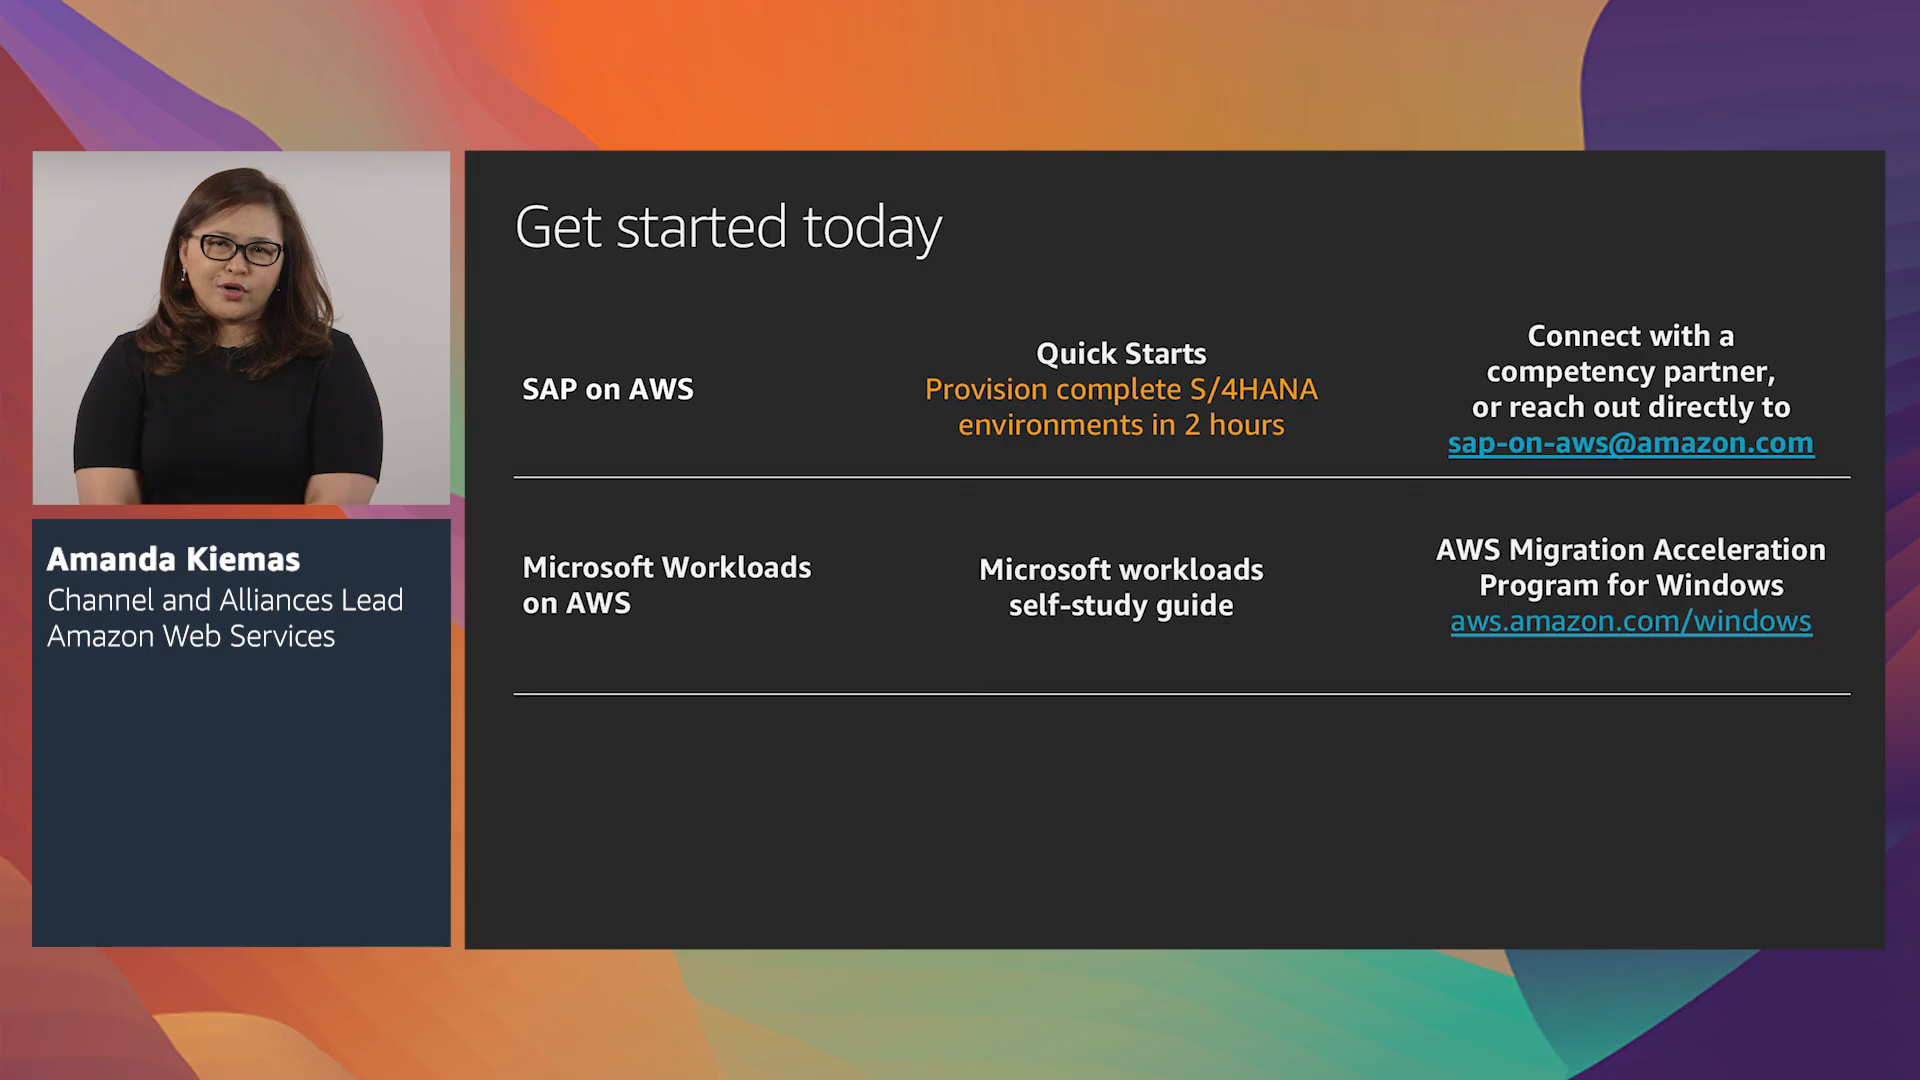 Get started today
SAP on AWS
Quick Starts
Provision complete S/4HANA
environments in 2 hours
Connect with a
competency partner,
or reach out directly to
sap-on-aws@amazon.com
Microsoft Workloads
on AWS
Microsoft workloads
self-study guide
AWS Migration Acceleration
Program for Windows
aws.amazon.com/windows
Amanda Kiemas
Channel and Alliances Lead
Amazon Web Services